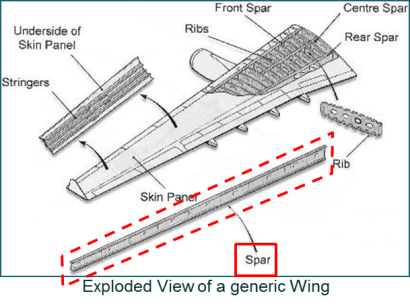 Front Spar
Centre Spar
Underside of
Skin Panel
Ribs
Rear Spar
Stringers
Skin Panel
Rib
Spar
Exploded View of a generic Wing